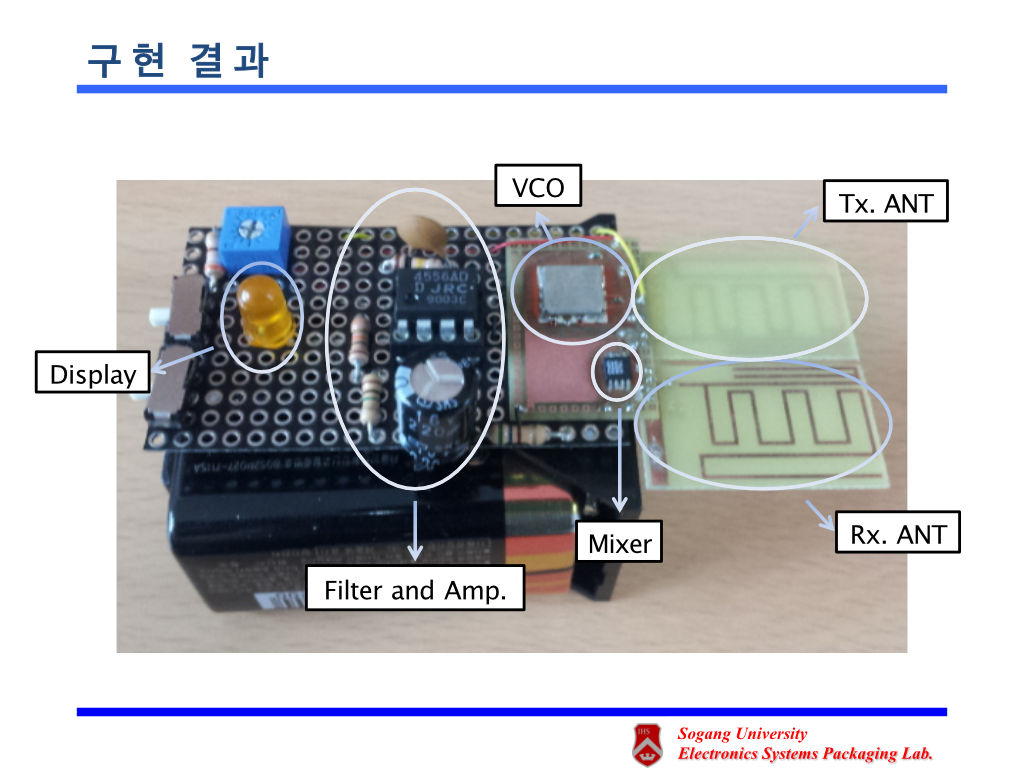 구현 결과
VCO
Tx. ANT
4556AD
D JRC
9003C
Display
Mixer
Rx. ANT
Filter and Amp.
IHS
Sogang University
Electronics Systems Packaging Lab.